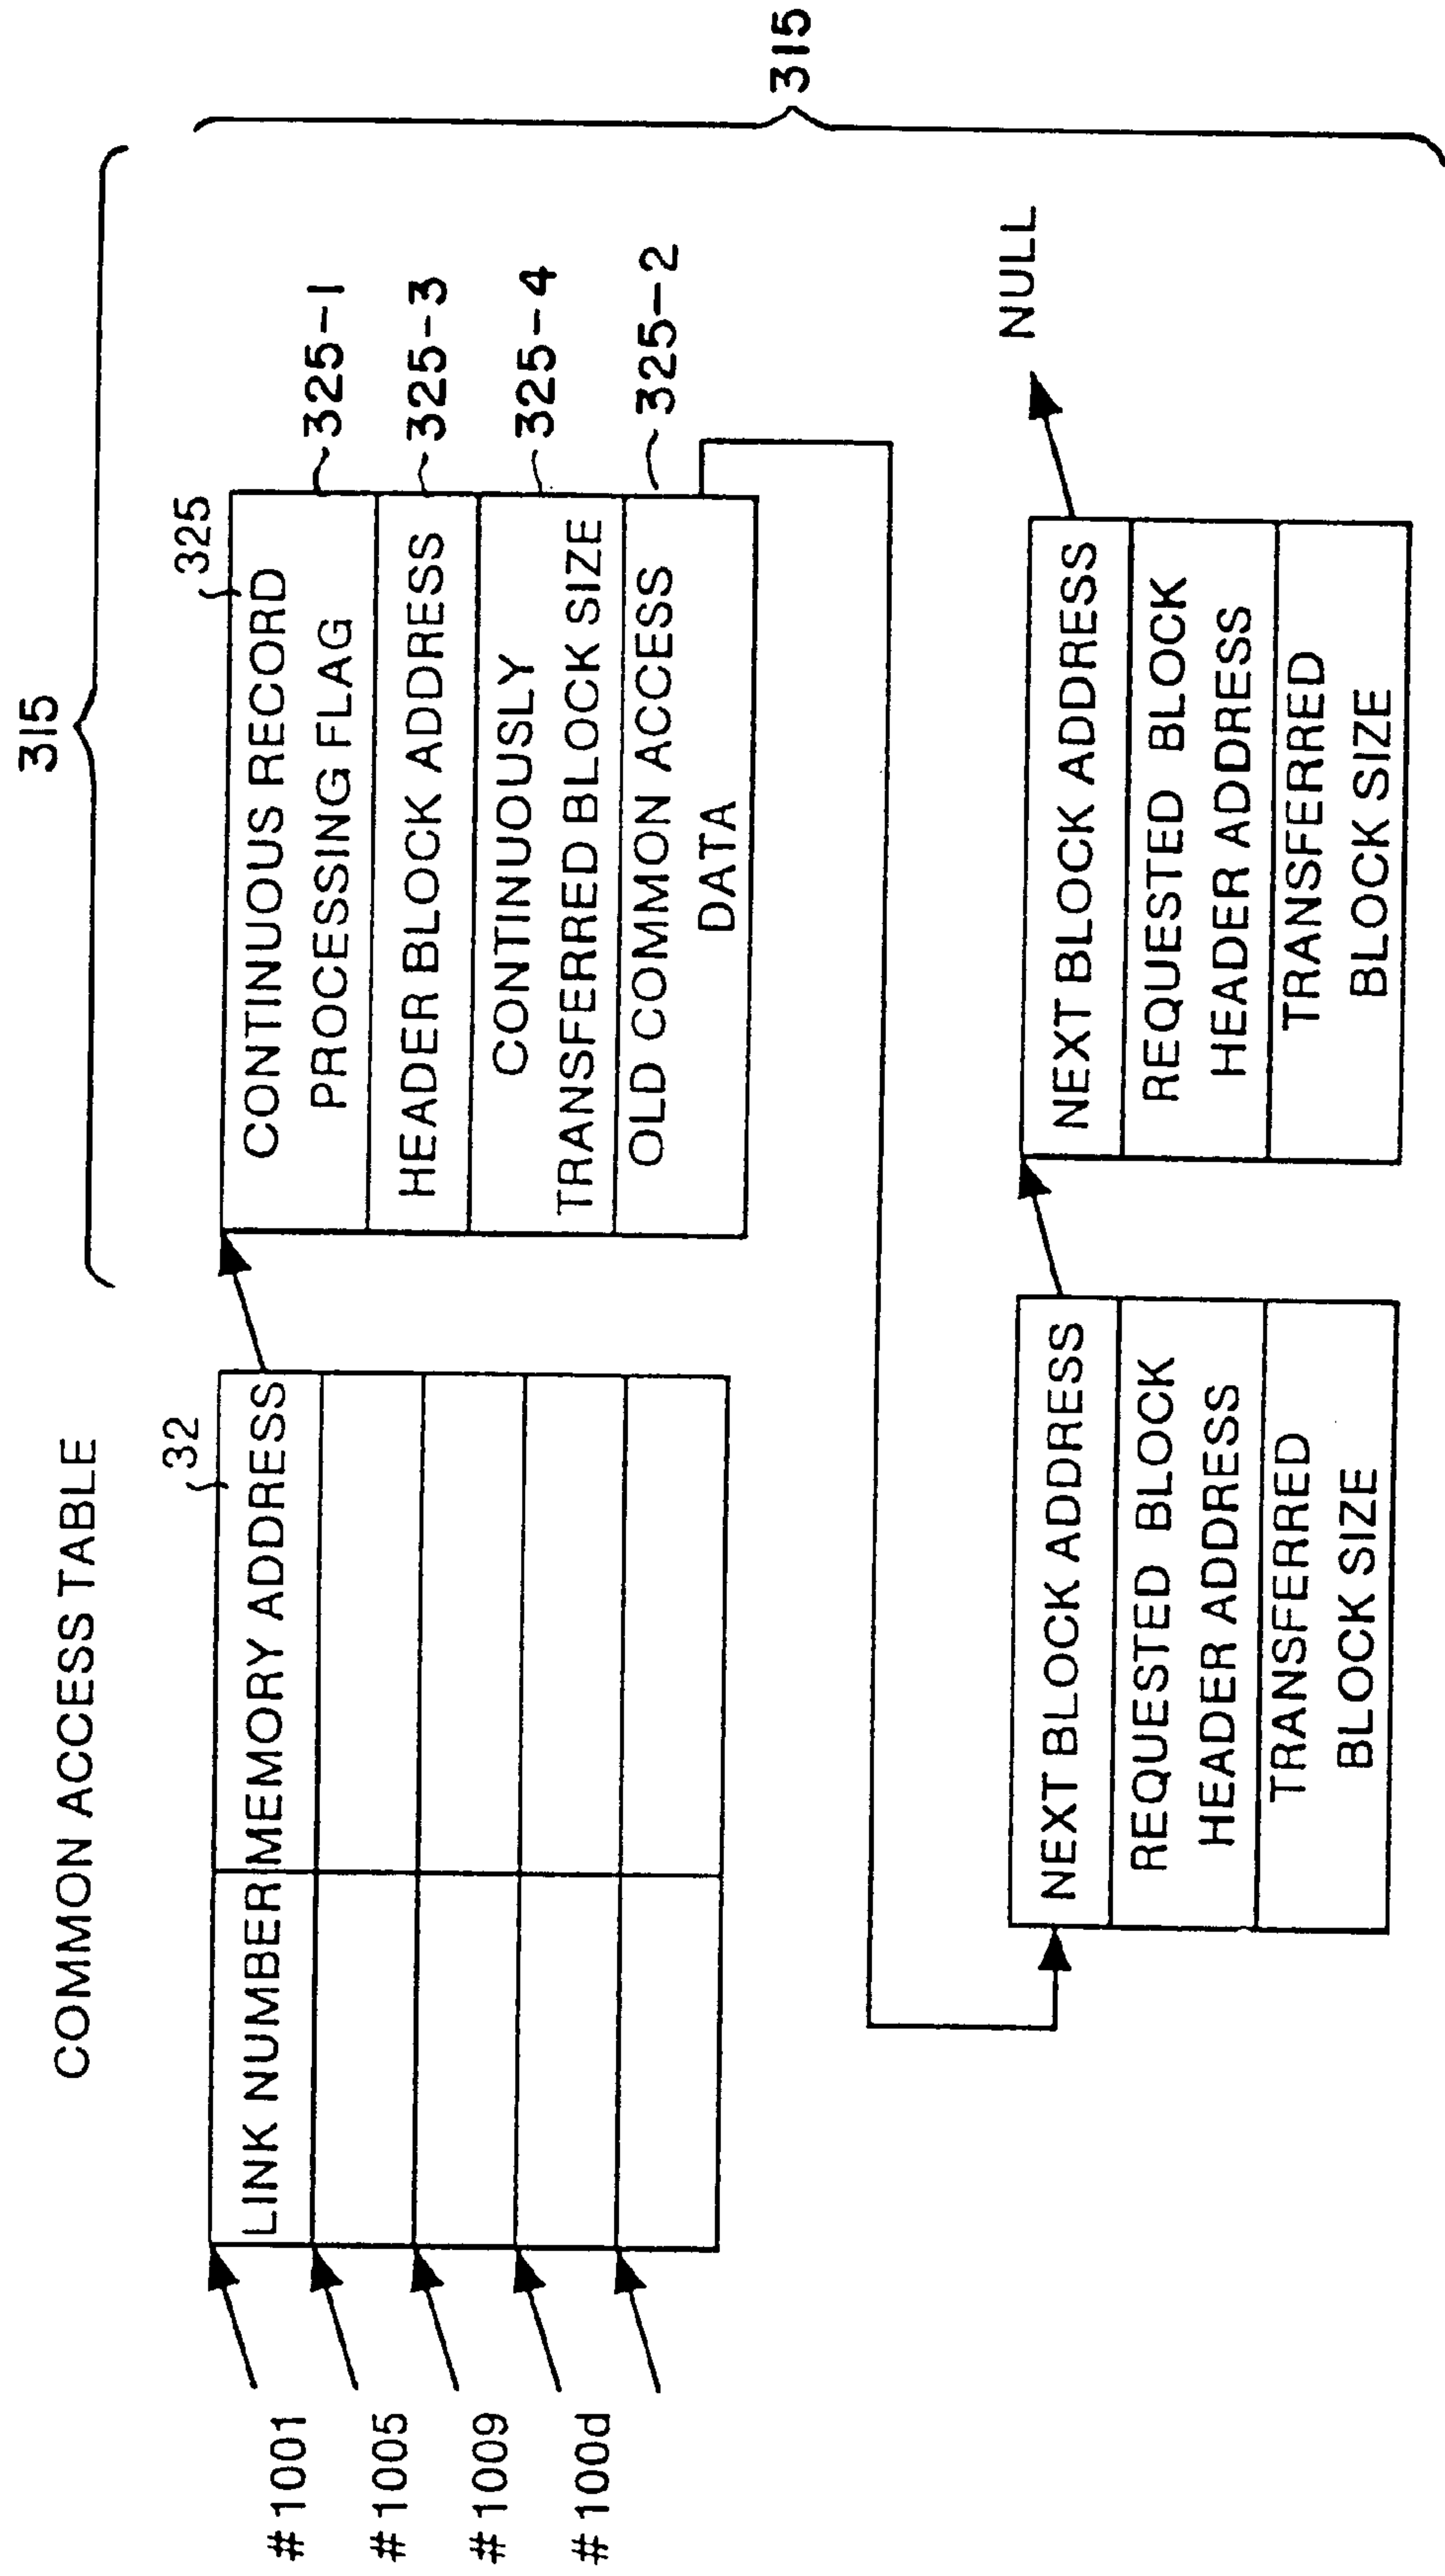 315
COMMON ACCESS TABLE
315
32
325
LINK NUMBER
MEMORY ADDRESS
#1001
#1005
#1009
#100d
CONTINUOUS RECORD
PROCESSING FLAG
325-1
HEADER BLOCK ADDRESS
325-3
CONTINUOUSLY
TRANSFERRED BLOCK SIZE
325-4
OLD COMMON ACCESS
DATA
325-2
NEXT BLOCK ADDRESS
REQUESTED BLOCK
HEADER ADDRESS
TRANSFERRED
BLOCK SIZE
NEXT BLOCK ADDRESS
REQUESTED BLOCK
HEADER ADDRESS
TRANSFERRED
BLOCK SIZE
NULL